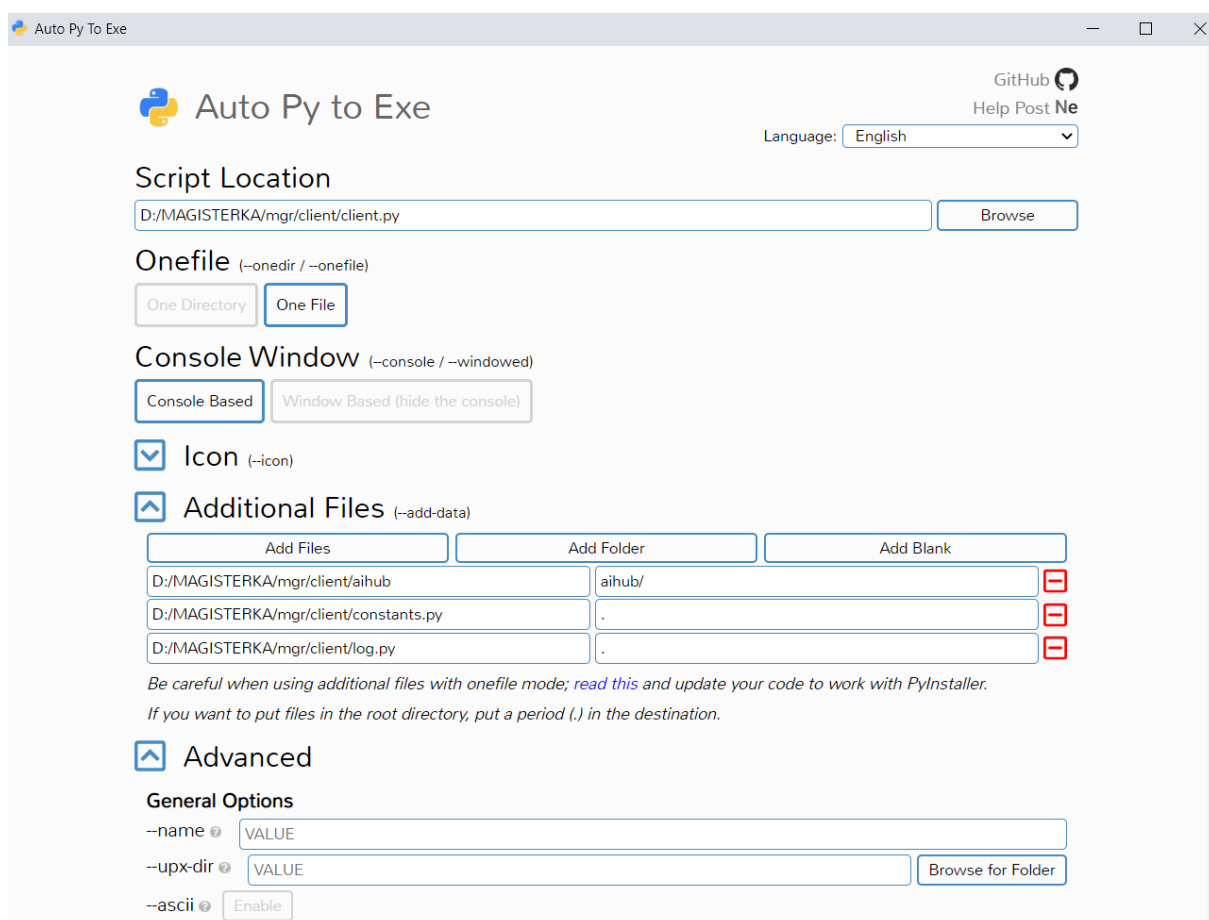 Auto Py To Exe
GitHub
Auto Py to Exe
Help Post Ne
Language: English
Script Location
D:/MAGISTERKA/mgr/client/client.py Browse
Onefile (--onedir / --onefile)
One Directory One File
Console Window (--console / --windowed)
Console Based Window Based (hide the console)
Icon (--icon)
Additional Files (--add-data)
Add Files Add Folder Add Blank
D:/MAGISTERKA/mgr/client/aihub aihub/
D:/MAGISTERKA/mgr/client/constants.py .
D:/MAGISTERKA/mgr/client/log.py .
Be careful when using additional files with onefile mode; read this and update your code to work with PyInstaller.
If you want to put files in the root directory, put a period (.) in the destination.
Advanced
General Options
--name ? VALUE
--upx-dir ? VALUE Browse for Folder
--ascii ? Enable